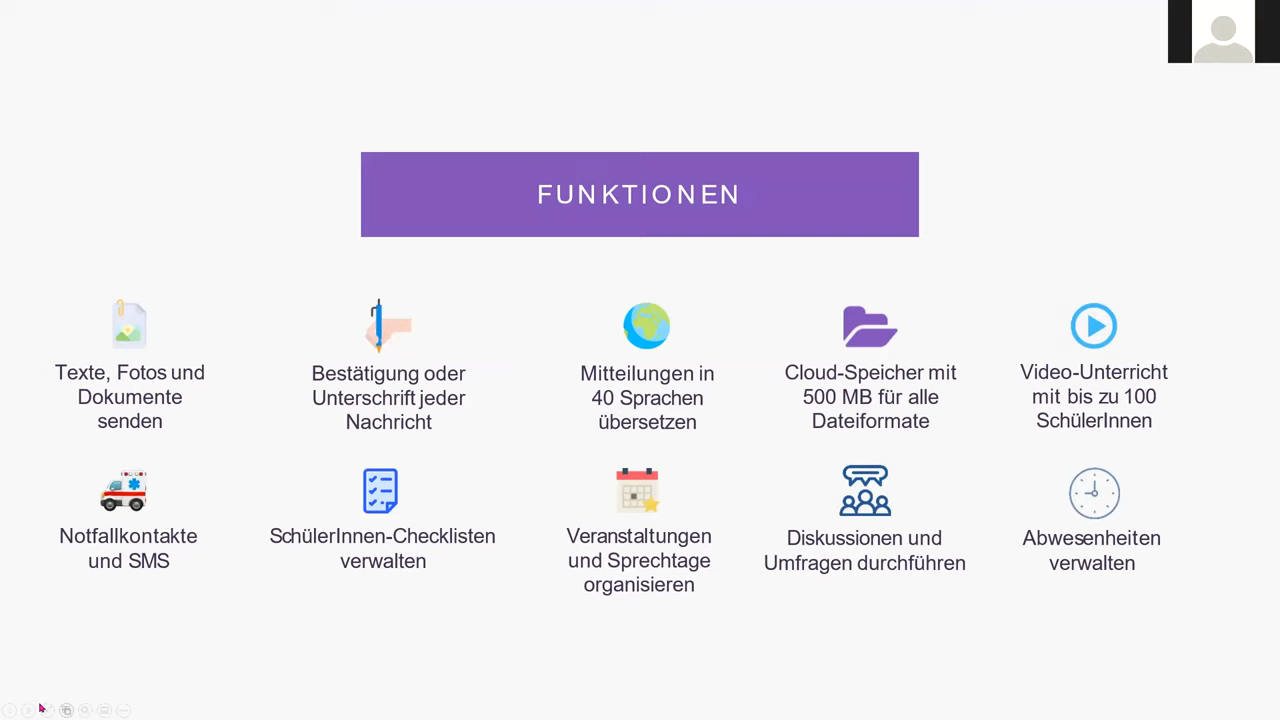 FUNKTIONEN
Texte, Fotos und
Dokumente
senden
Bestätigung oder
Unterschrift jeder
Nachricht
Mitteilungen in
40 Sprachen
übersetzen
Cloud-Speicher mit
500 MB für alle
Dateiformate
Video-Unterricht
mit bis zu 100
SchülerInnen
Notfallkontakte
und SMS
SchülerInnen-Checklisten
verwalten
Veranstaltungen
und Sprechtage
organisieren
Diskussionen und
Umfragen durchführen
Abwesenheiten
verwalten